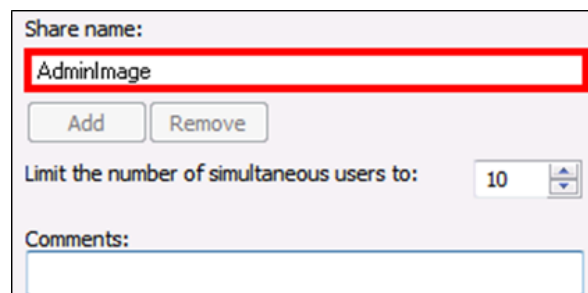 Share name:
AdminImage
Add Remove
Limit the number of simultaneous users to: 10
Comments: